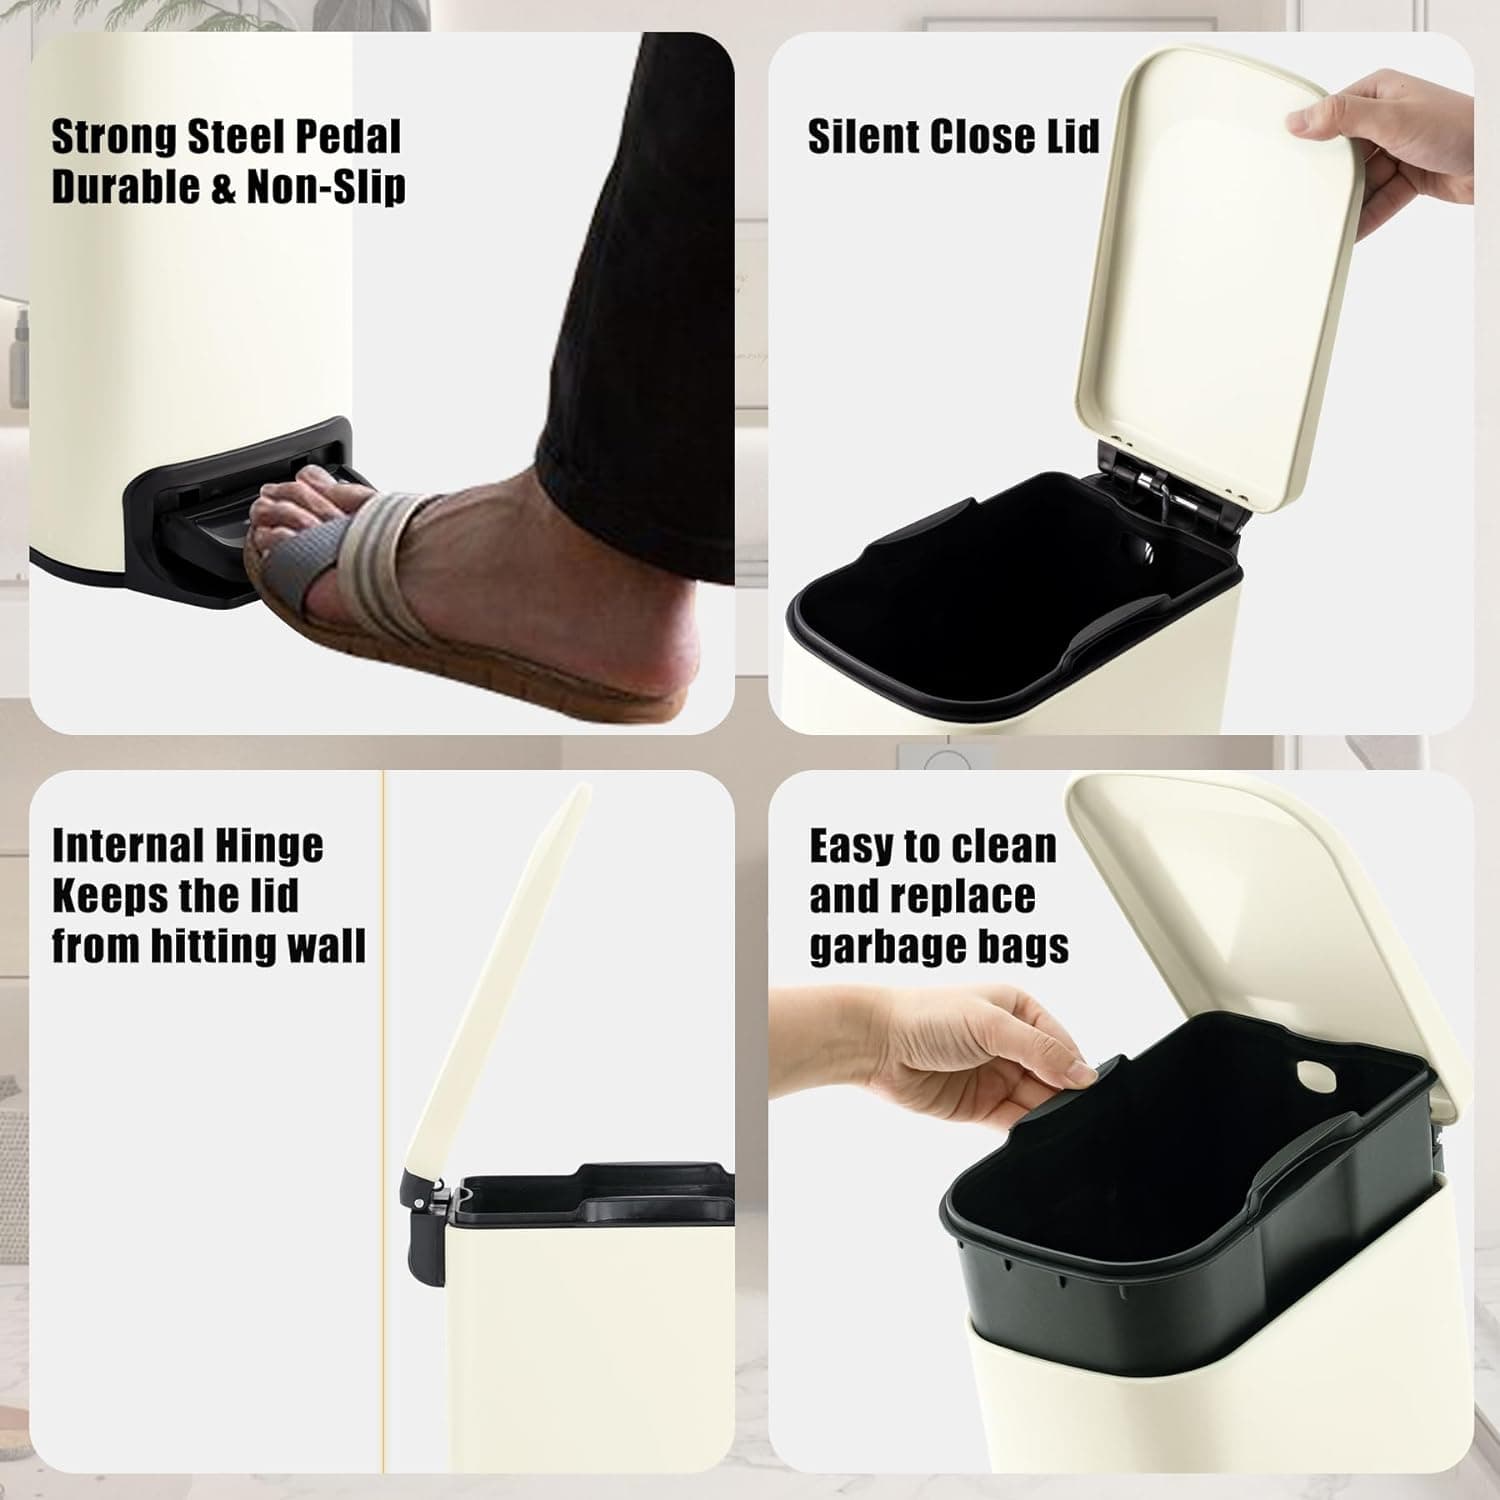 Strong Steel Pedal
Durable & Non-Slip
Silent Close Lid
Internal Hinge
Keeps the lid
from hitting wall
Easy to clean
and replace
garbage bags